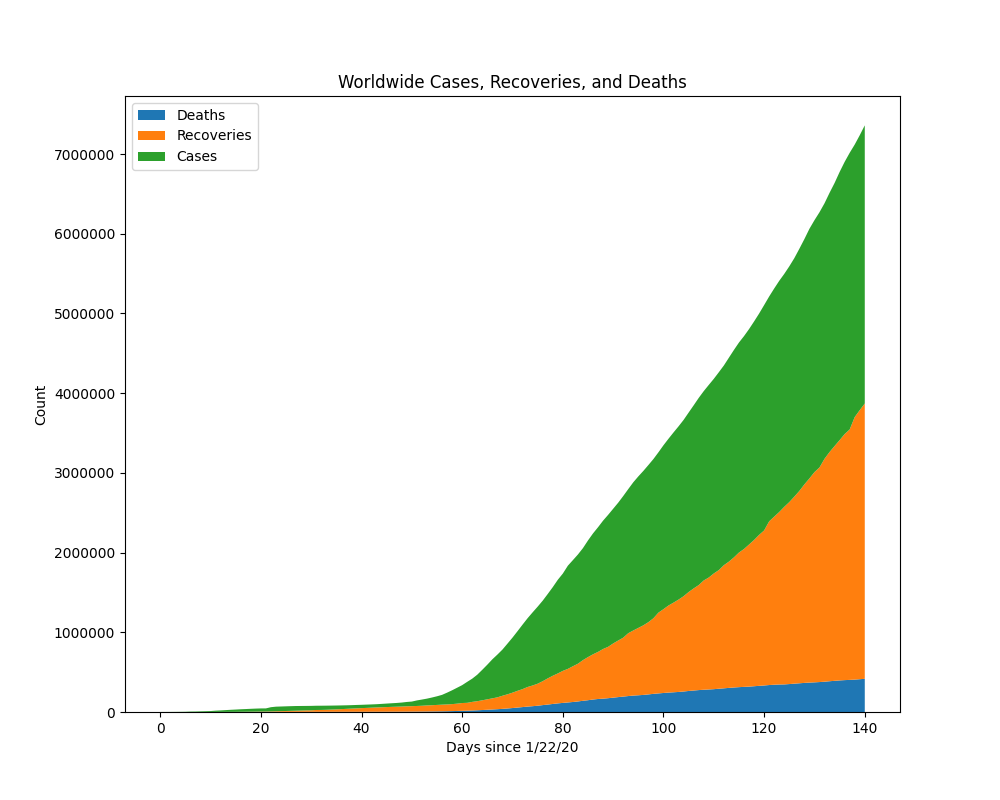 Worldwide Cases, Recoveries, and Deaths
Deaths
Recoveries
Cases
7000000
6000000
5000000
4000000
3000000
2000000
1000000
0
Count
0 20 40 60 80 100 120 140
Days since 1/22/20